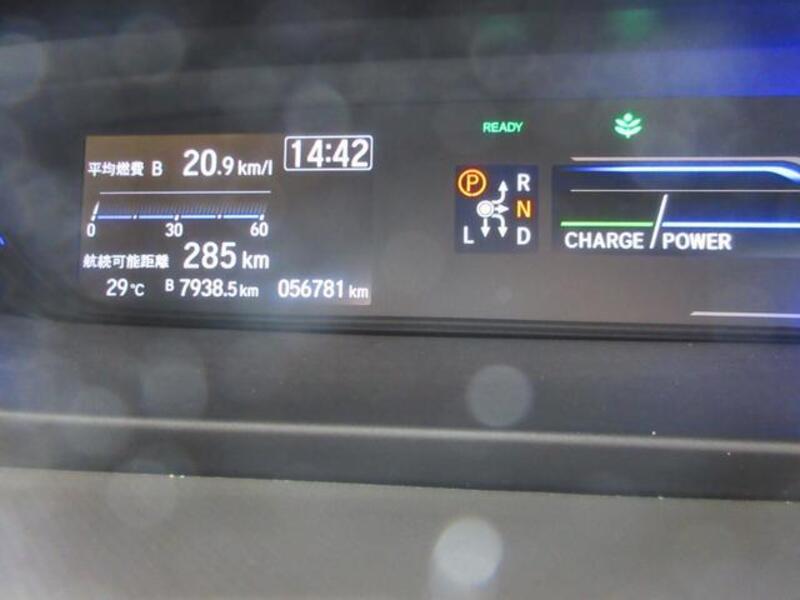 平均燃費 B 20.9 km/l 14:42
0 30 60
航続可能距離 285 km
29℃ B 7938.5 km 056781 km
READY
P R
N
L D
CHARGE POWER